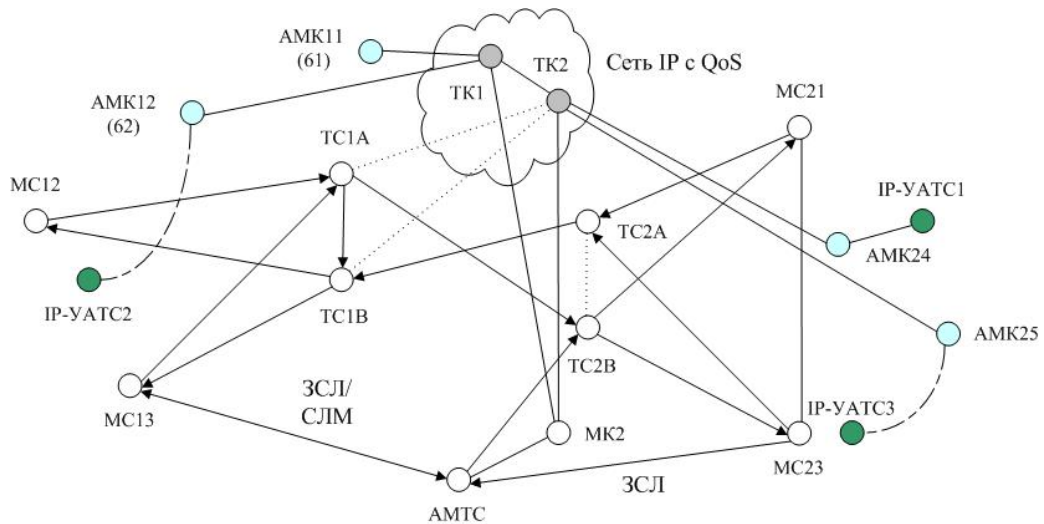 АМК11
(61)
ТК2
Сеть IP с QoS
ТК1
МС21
АМК12
(62)
ТС1А
МС12
IP-УАТС1
ТС2А
АМК24
IP-УАТС2
ТС1В
АМК25
ТС2В
ЗСЛ/
СЛМ
IP-УАТС3
МС13
МК2
МС23
ЗСЛ
АМТС